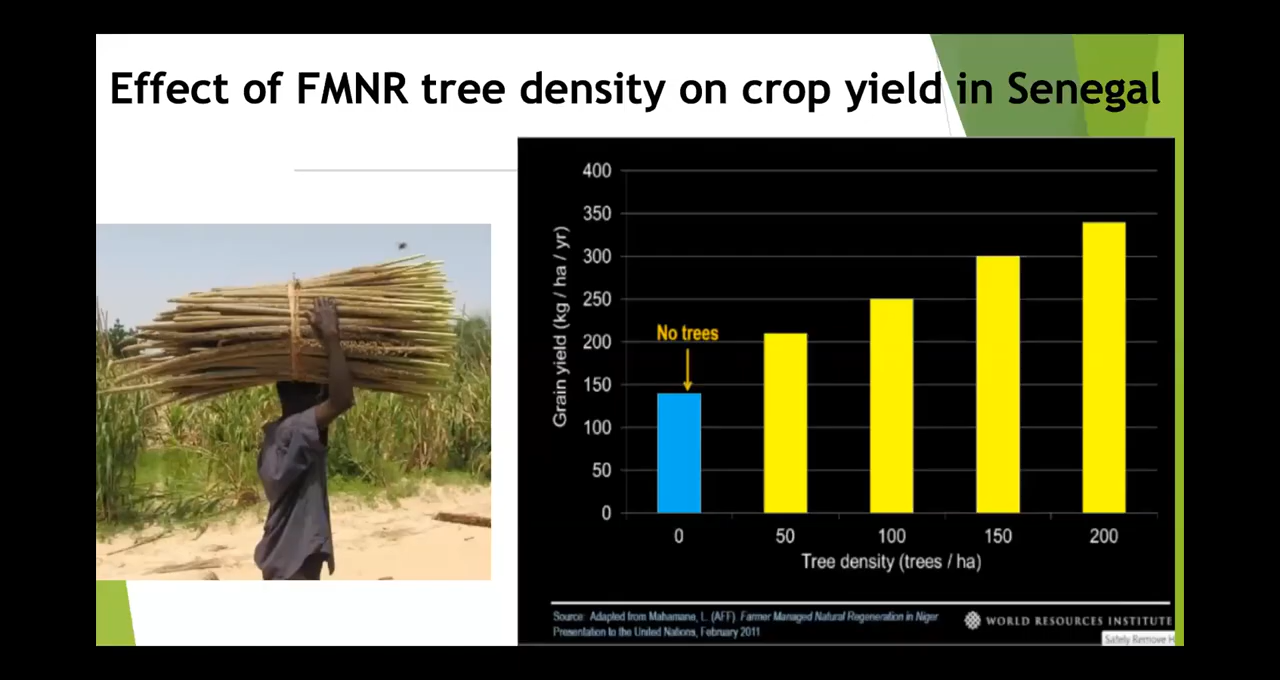 Effect of FMNR tree density on crop yield in Senegal
400
350
300
250
200
150
100
50
0
Grain yield (kg / ha / yr)
No trees
0 50 100 150 200
Tree density (trees / ha)
Source: Adapted from Mahamane, L. (AFF) Farmer Managed Natural Regeneration in Niger
Presentation to the United Nations, February 2011
WORLD RESOURCES INSTITUTE
Safely Remove H